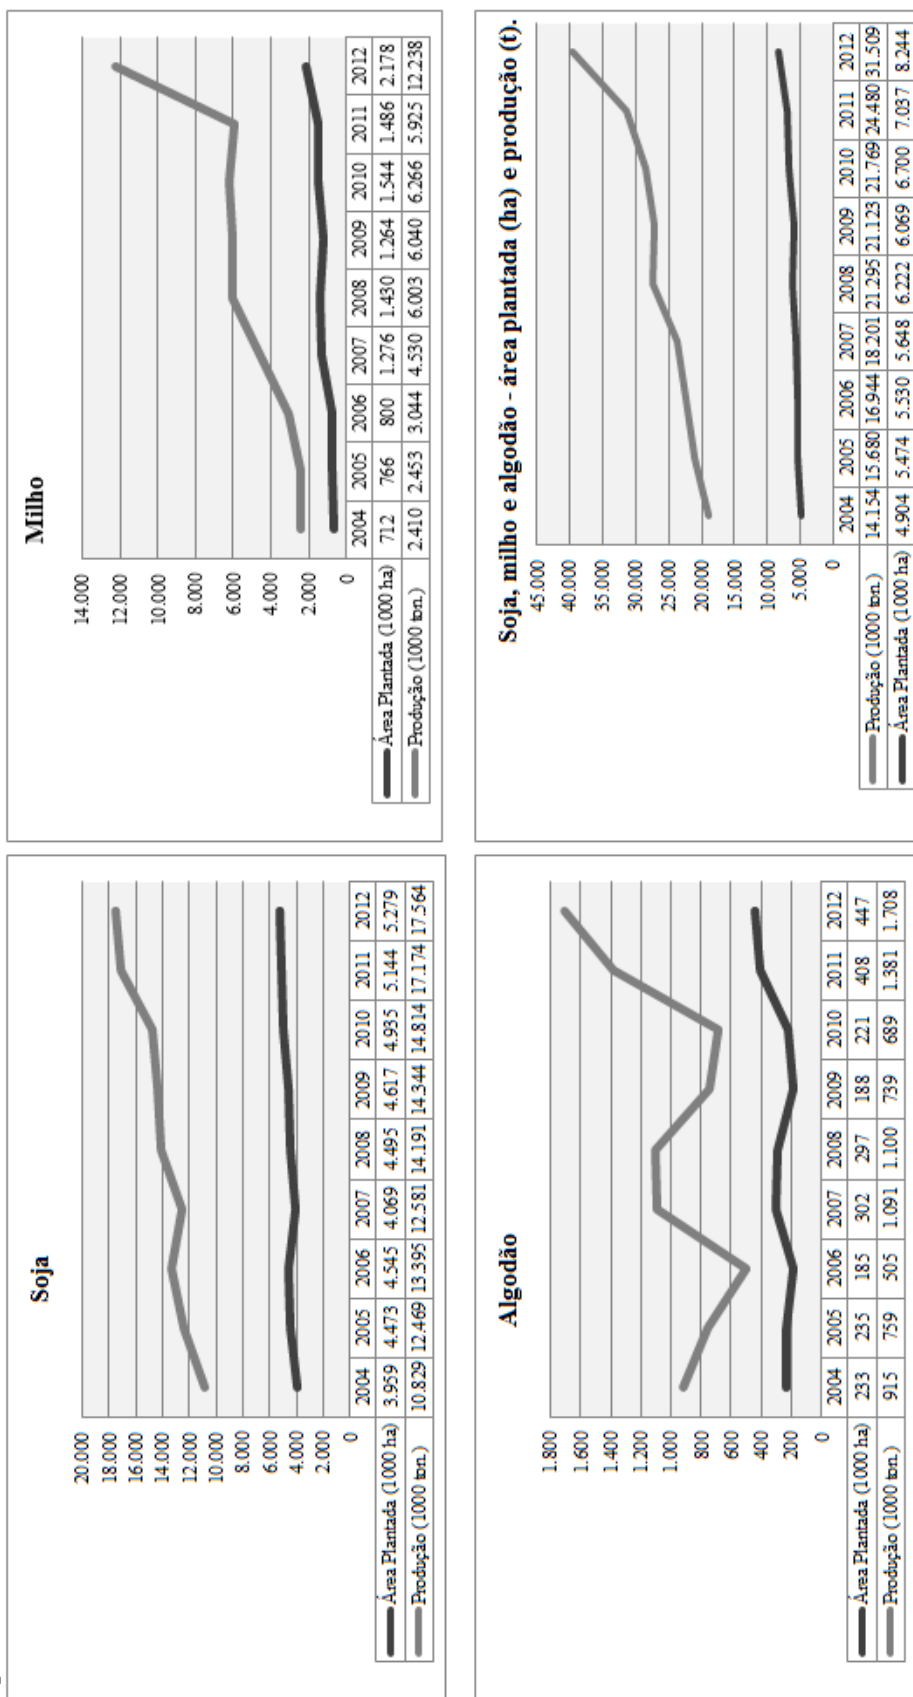 Soja
20.000
18.000
16.000
14.000
12.000
10.000
8.000
6.000
4.000
2.000
0
2004 2005 2006 2007 2008 2009 2010 2011 2012
Área Plantada (1000 ha) 3.959 4.473 4.545 4.069 4.495 4.617 4.935 5.144 5.279
Produção (1000 ton.) 10.829 12.469 13.395 12.581 14.191 14.344 14.814 17.174 17.564
Milho
14.000
12.000
10.000
8.000
6.000
4.000
2.000
0
2004 2005 2006 2007 2008 2009 2010 2011 2012
Área Plantada (1000 ha) 712 766 800 1.276 1.430 1.264 1.544 1.486 2.178
Produção (1000 ton.) 2.410 2.453 3.044 4.530 6.003 6.040 6.266 5.925 12.238
Algodão
1.800
1.600
1.400
1.200
1.000
800
600
400
200
0
2004 2005 2006 2007 2008 2009 2010 2011 2012
Área Plantada (1000 ha) 233 235 185 302 297 188 221 408 447
Produção (1000 ton.) 915 759 505 1.091 1.100 739 689 1.381 1.708
Soja, milho e algodão - área plantada (ha) e produção (t).
45.000
40.000
35.000
30.000
25.000
20.000
15.000
10.000
5.000
0
2004 2005 2006 2007 2008 2009 2010 2011 2012
Produção (1000 ton.) 14.154 15.680 16.944 18.201 21.295 21.123 21.769 24.480 31.509
Área Plantada (1000 ha) 4.904 5.474 5.530 5.648 6.222 6.069 6.700 7.037 8.244